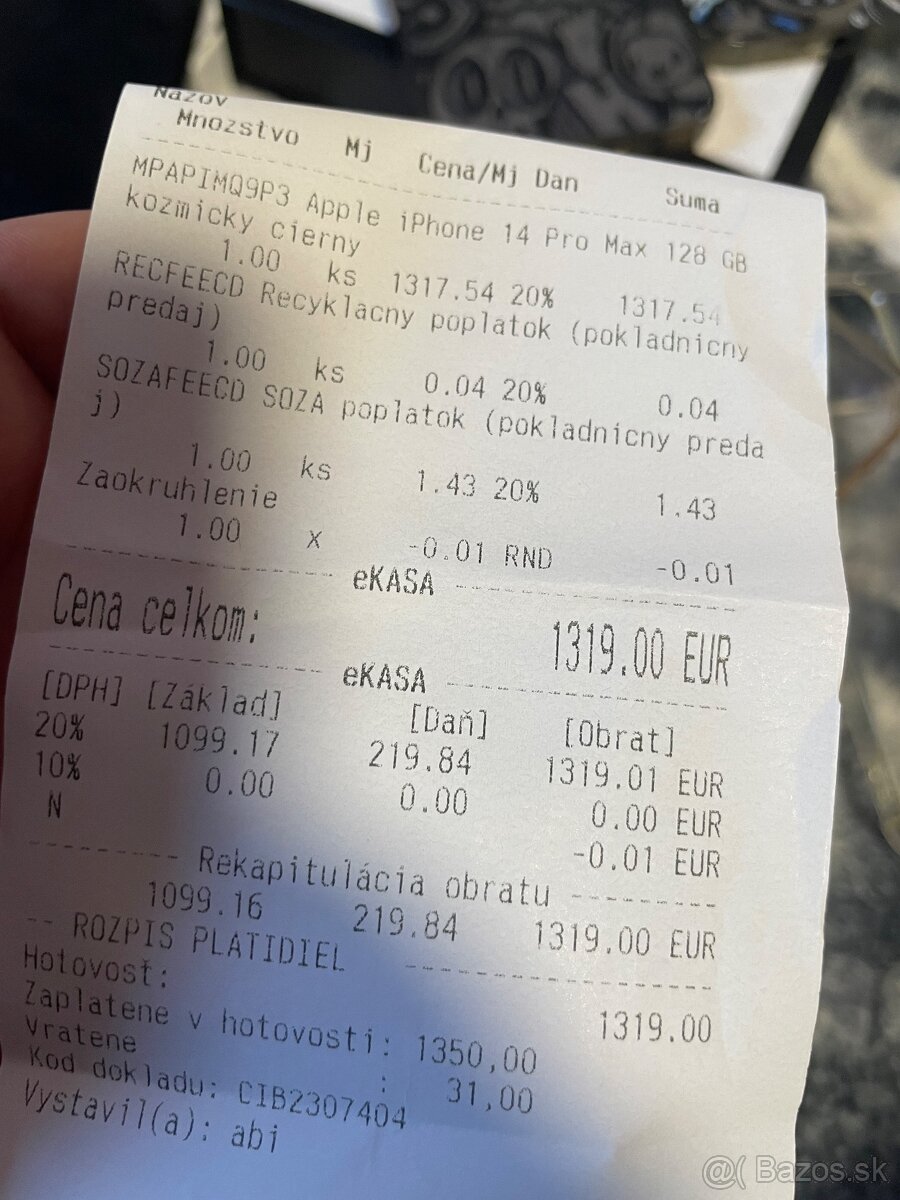 Nazov
Mnozstvo Mj Cena/Mj Dan Suma
MPAPIMQ9P3 Apple iPhone 14 Pro Max 128 GB
kozmicky cierny
1.00 ks 1317.54 20% 1317.54
RECFEECD Recyklacny poplatok (pokladnicny
predaj)
1.00 ks 0.04 20% 0.04
SOZAFEECD SOZA poplatok (pokladnicny preda
j)
1.00 ks 1.43 20% 1.43
Zaokruhlenie
1.00 x -0.01 RND -0.01
eKASA
Cena celkom: 1319.00 EUR
eKASA
[DPH] [Základ] [Daň] [Obrat]
20% 1099.17 219.84 1319.01 EUR
10% 0.00 0.00 0.00 EUR
N -0.01 EUR
Rekapitulácia obratu
1099.16 219.84 1319.00 EUR
-- ROZPIS PLATIDIEL
Hotovosť: 1319.00
Zaplatene v hotovosti: 1350,00
Vratene : 31,00
Kod dokladu: CIB2307404
Vystavil(a): abi
@( Bazos.sk